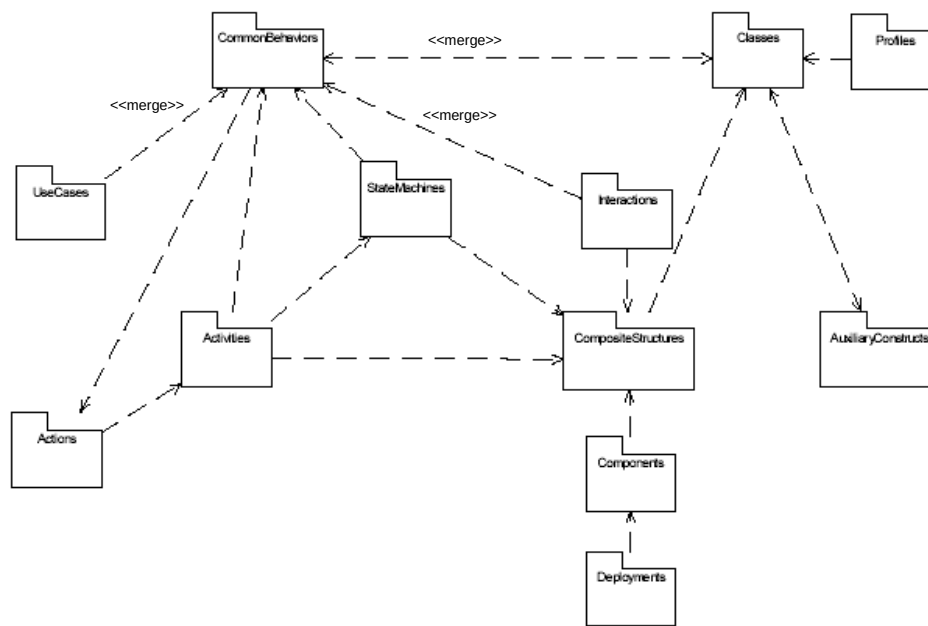 CommonBehaviors
<<merge>>
Classes
Profiles
<<merge>>
<<merge>>
UseCases
StateMachines
Interactions
Activities
CompositeStructures
AuxiliaryConstructs
Actions
Components
Deployments